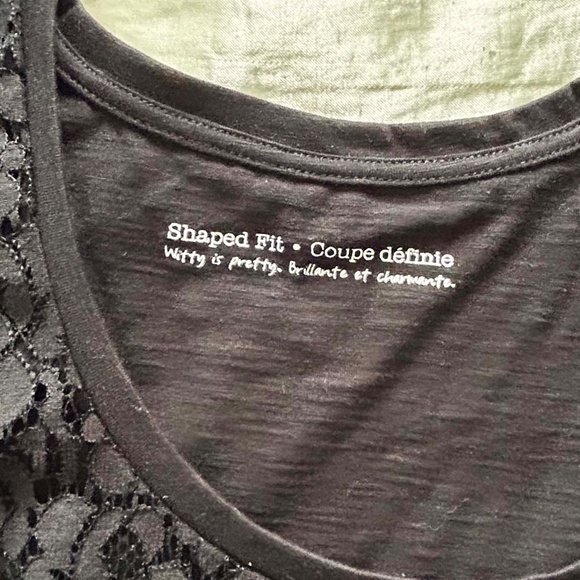 Shaped Fit • Coupe définie
Witty is pretty. Brillante et charmante.